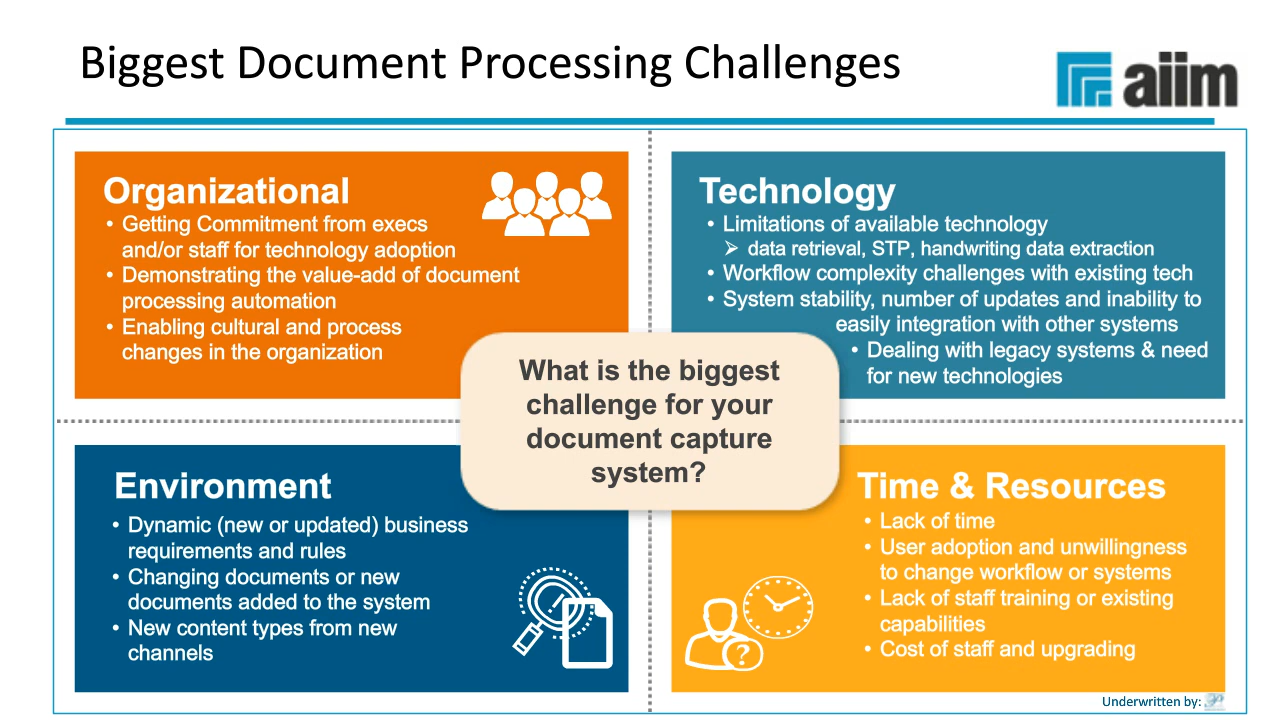 Biggest Document Processing Challenges
aiim
Organizational
• Getting Commitment from execs
and/or staff for technology adoption
• Demonstrating the value-add of document
processing automation
• Enabling cultural and process
changes in the organization
Technology
• Limitations of available technology
➢ data retrieval, STP, handwriting data extraction
• Workflow complexity challenges with existing tech
• System stability, number of updates and inability to
easily integration with other systems
• Dealing with legacy systems & need
for new technologies
What is the biggest
challenge for your
document capture
system?
Environment
• Dynamic (new or updated) business
requirements and rules
• Changing documents or new
documents added to the system
• New content types from new
channels
Time & Resources
• Lack of time
• User adoption and unwillingness
to change workflow or systems
• Lack of staff training or existing
capabilities
• Cost of staff and upgrading
?
Underwritten by: